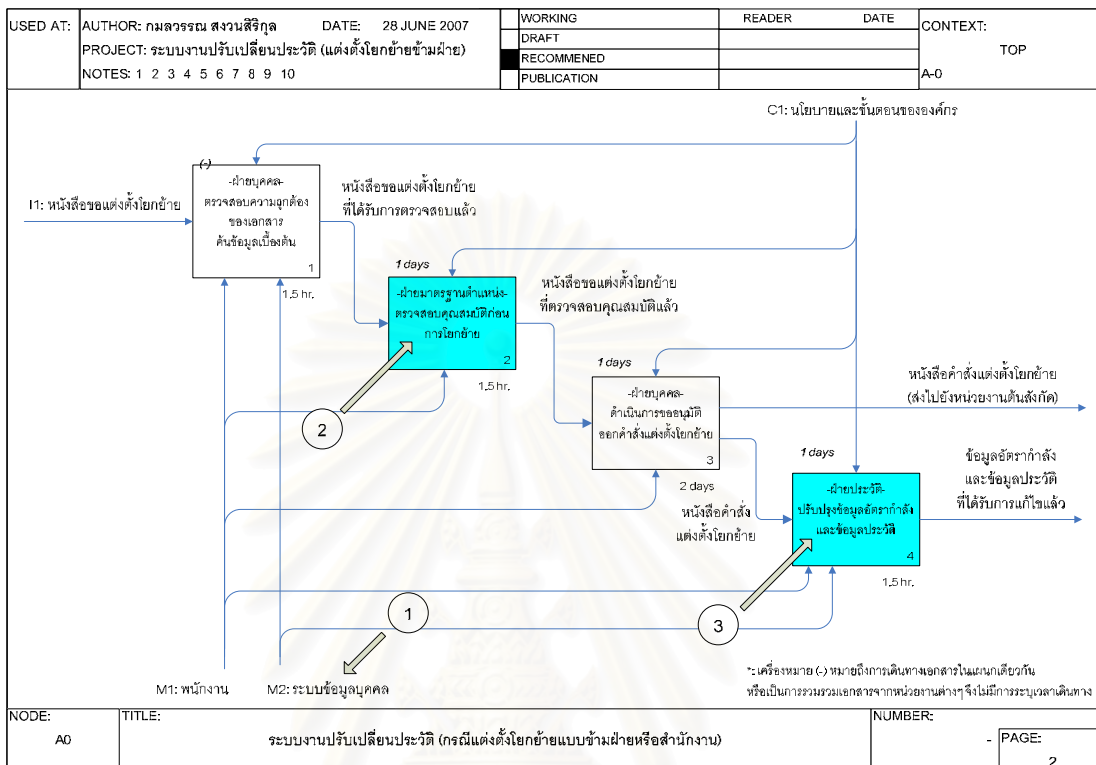 USED AT:
AUTHOR: กมลวรรณ สงวนสิริกุล DATE: 28 JUNE 2007
PROJECT: ระบบงานปรับเปลี่ยนประวัติ (แต่งตั้งโยกย้ายข้ามฝ่าย)
NOTES: 1 2 3 4 5 6 7 8 9 10
WORKING
DRAFT
RECOMMENED
PUBLICATION
READER DATE
CONTEXT:
TOP
A-0
C1: นโยบายและขั้นตอนขององค์กร
(-)
-ฝ่ายบุคคล-
ตรวจสอบความถูกต้อง
ของเอกสาร
ค้นข้อมูลเบื้องต้น
1
1.5 hr.
I1: หนังสือขอแต่งตั้งโยกย้าย
หนังสือขอแต่งตั้งโยกย้าย
ที่ได้รับการตรวจสอบแล้ว
1 days
-ฝ่ายมาตรฐานตำแหน่ง-
ตรวจสอบคุณสมบัติก่อน
การโยกย้าย
2
1.5 hr.
หนังสือขอแต่งตั้งโยกย้าย
ที่ตรวจสอบคุณสมบัติแล้ว
2
1 days
-ฝ่ายบุคคล-
ดำเนินการขออนุมัติ
ออกคำสั่งแต่งตั้งโยกย้าย
3
2 days
หนังสือคำสั่งแต่งตั้งโยกย้าย
(ส่งไปยังหน่วยงานต้นสังกัด)
หนังสือคำสั่ง
แต่งตั้งโยกย้าย
1 days
-ฝ่ายประวัติ-
ปรับปรุงข้อมูลอัตรากำลัง
และข้อมูลประวัติ
4
1.5 hr.
ข้อมูลอัตรากำลัง
และข้อมูลประวัติ
ที่ได้รับการแก้ไขแล้ว
1
3
M1: พนักงาน
M2: ระบบข้อมูลบุคคล
*: เครื่องหมาย (-) หมายถึงการเดินทางเอกสารในแผนกเดียวกัน
หรือเป็นการรวบรวมเอกสารจากหน่วยงานต่างๆ จึงไม่มีการระบุเวลาเดินทาง
NODE:
A0
TITLE:
ระบบงานปรับเปลี่ยนประวัติ (กรณีแต่งตั้งโยกย้ายแบบข้ามฝ่ายหรือสำนักงาน)
NUMBER:
-
PAGE:
2